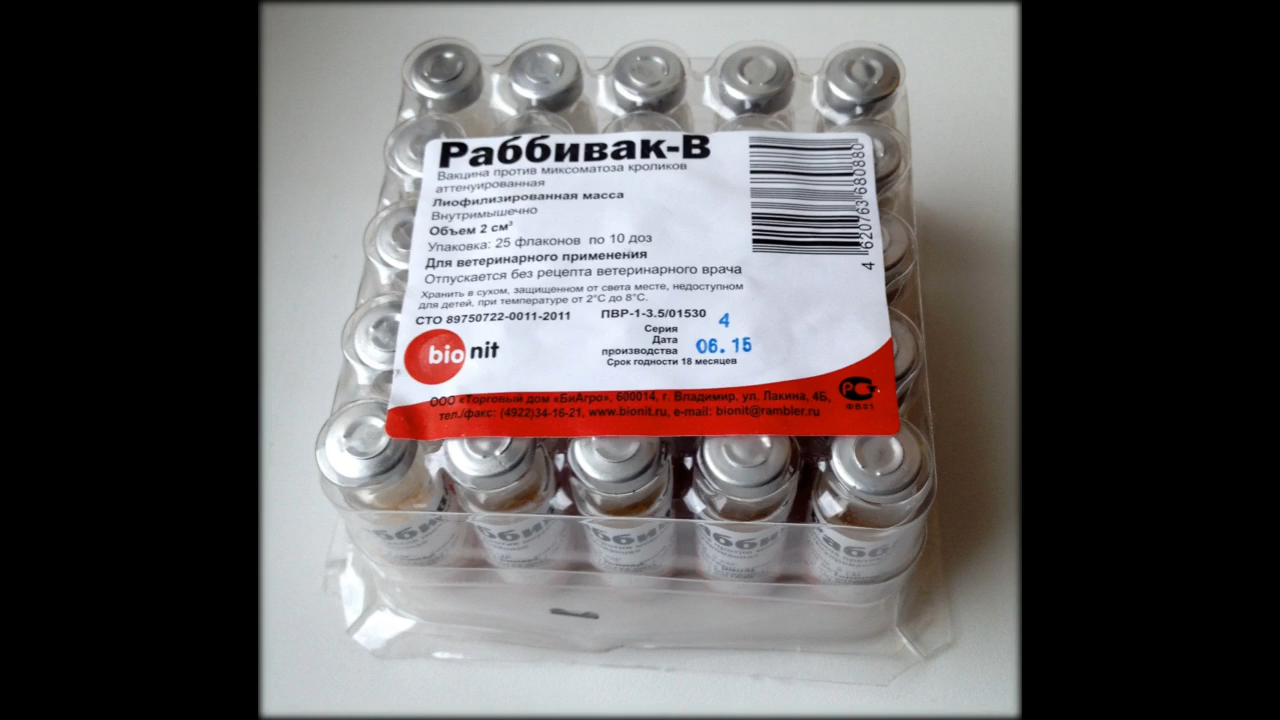 Раббивак-В
Вакцина против миксоматоза кроликов
аттенуированная
Лиофилизированная масса
Внутримышечно
Объем 2 см³
Упаковка: 25 флаконов по 10 доз
Для ветеринарного применения
Отпускается без рецепта ветеринарного врача
Хранить в сухом, защищенном от света месте, недоступном
для детей, при температуре от 2°С до 8°С.
СТО 89750722-0011-2011 ПВР-1-3.5/01530
Серия 4
Дата
производства 06.15
Срок годности 18 месяцев
bionit
ООО «Торговый дом «БиАгро», 600014, г. Владимир, ул. Лакина, 4Б,
тел./факс: (4922)34-16-21, www.bionit.ru, e-mail: bionit@rambler.ru
РСТ
ФВ01
4 620763 680880